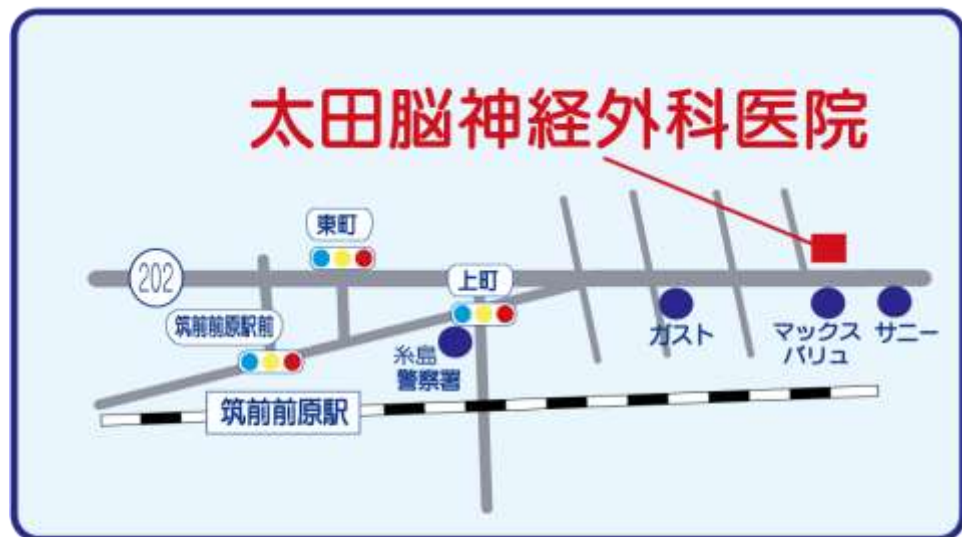 太田脳神経外科医院
東町
202
上町
筑前前原駅前
ガスト
マックス
バリュ
サニー
糸島
警察署
筑前前原駅